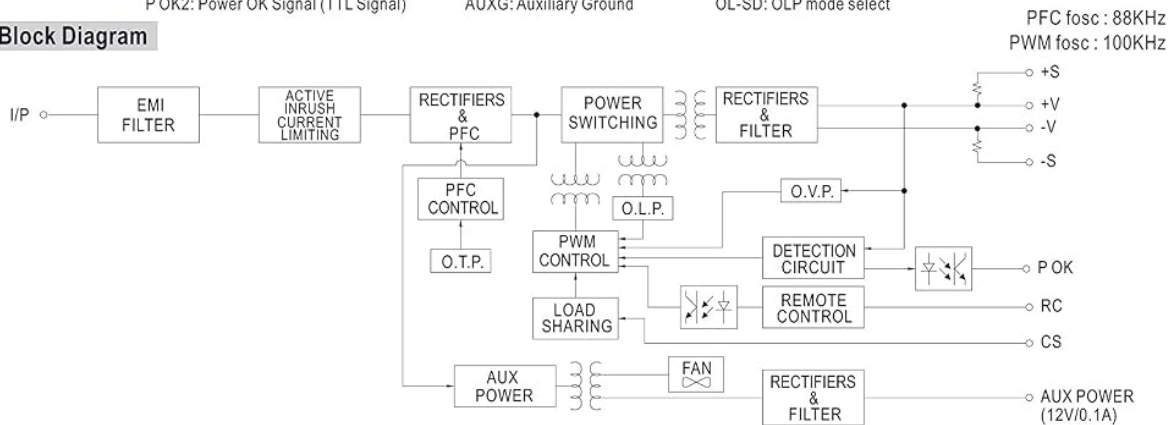 P OK2: Power OK Signal (TTL Signal) AUXG: Auxiliary Ground OL-SD: OLP mode select
PFC fosc : 88KHz
Block Diagram
PWM fosc : 100KHz
+S
I/P
EMI
FILTER
ACTIVE
INRUSH
CURRENT
LIMITING
RECTIFIERS
&
PFC
POWER
SWITCHING
RECTIFIERS
&
FILTER
+V
-V
-S
PFC
CONTROL
O.L.P.
O.V.P.
O.T.P.
PWM
CONTROL
DETECTION
CIRCUIT
P OK
LOAD
SHARING
REMOTE
CONTROL
RC
CS
AUX
POWER
FAN
RECTIFIERS
&
FILTER
AUX POWER
(12V/0.1A)